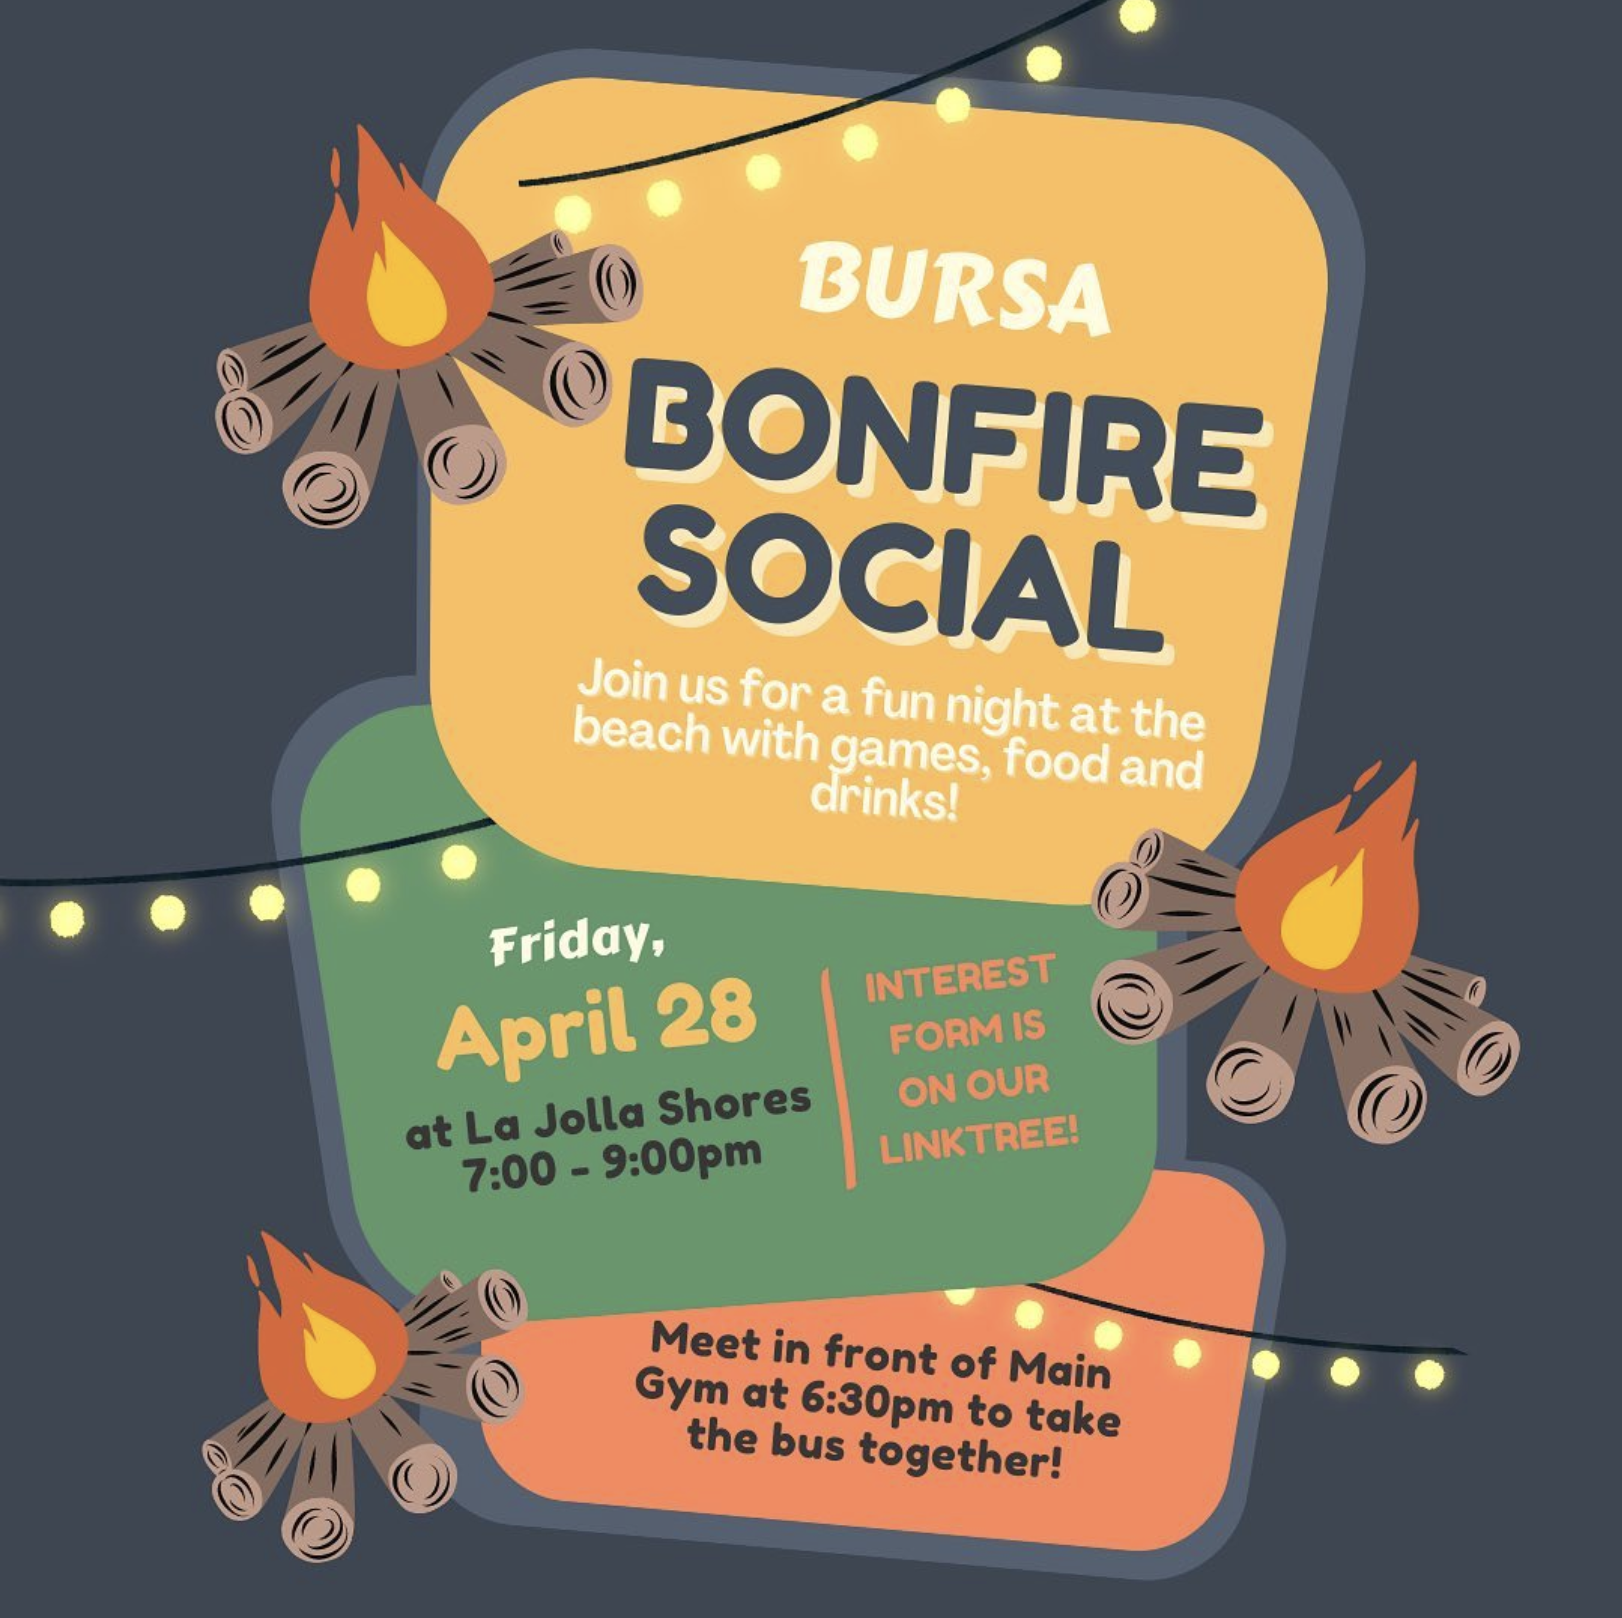 BURSA
BONFIRE
SOCIAL
Join us for a fun night at the
beach with games, food and
drinks!
Friday,
April 28
at La Jolla Shores
7:00 - 9:00pm
INTEREST
FORM IS
ON OUR
LINKTREE!
Meet in front of Main
Gym at 6:30pm to take
the bus together!